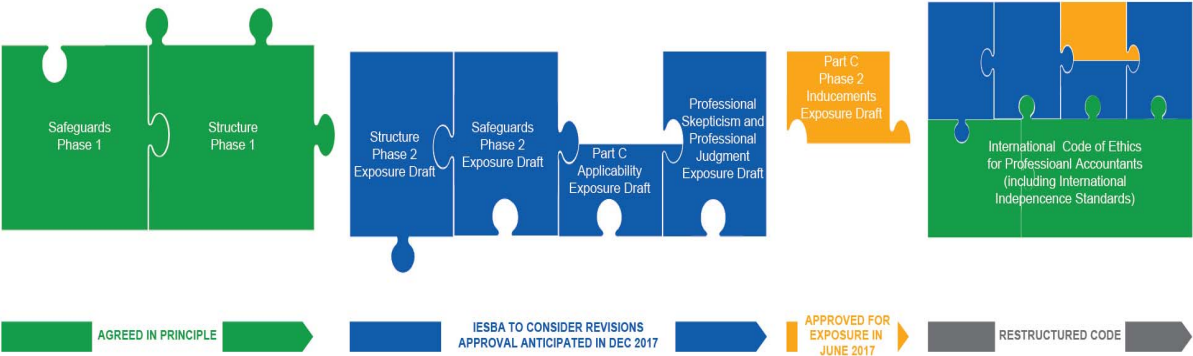 Safeguards
Phase 1
Structure
Phase 1
Structure
Phase 2
Exposure Draft
Safeguards
Phase 2
Exposure Draft
Part C
Applicability
Exposure Draft
Professional
Skepticism and
Professional
Judgment
Exposure Draft
Part C
Phase 2
Inducements
Exposure Draft
International Code of Ethics
for Professioanl Accountants
(including International
Indepencence Standards)
AGREED IN PRINCIPLE
IESBA TO CONSIDER REVISIONS
APPROVAL ANTICIPATED IN DEC 2017
APPROVED FOR
EXPOSURE IN
JUNE 2017
RESTRUCTURED CODE